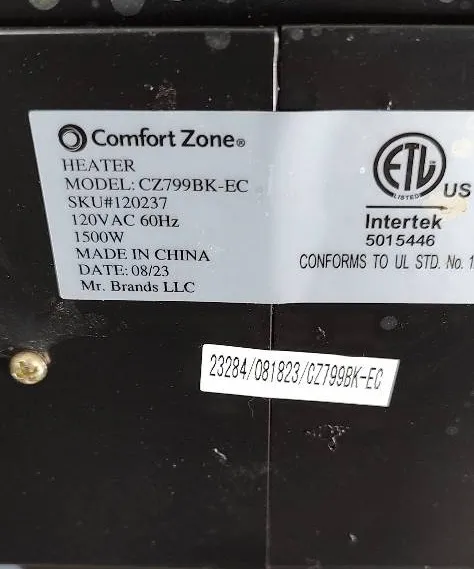 Comfort Zone®
HEATER
MODEL: CZ799BK-EC
SKU#120237
120VAC 60Hz
1500W
MADE IN CHINA
DATE: 08/23
Mr. Brands LLC
ETL
LISTED
US
Intertek
5015446
CONFORMS TO UL STD. No. 1
23284/081823/CZ799BK-EC